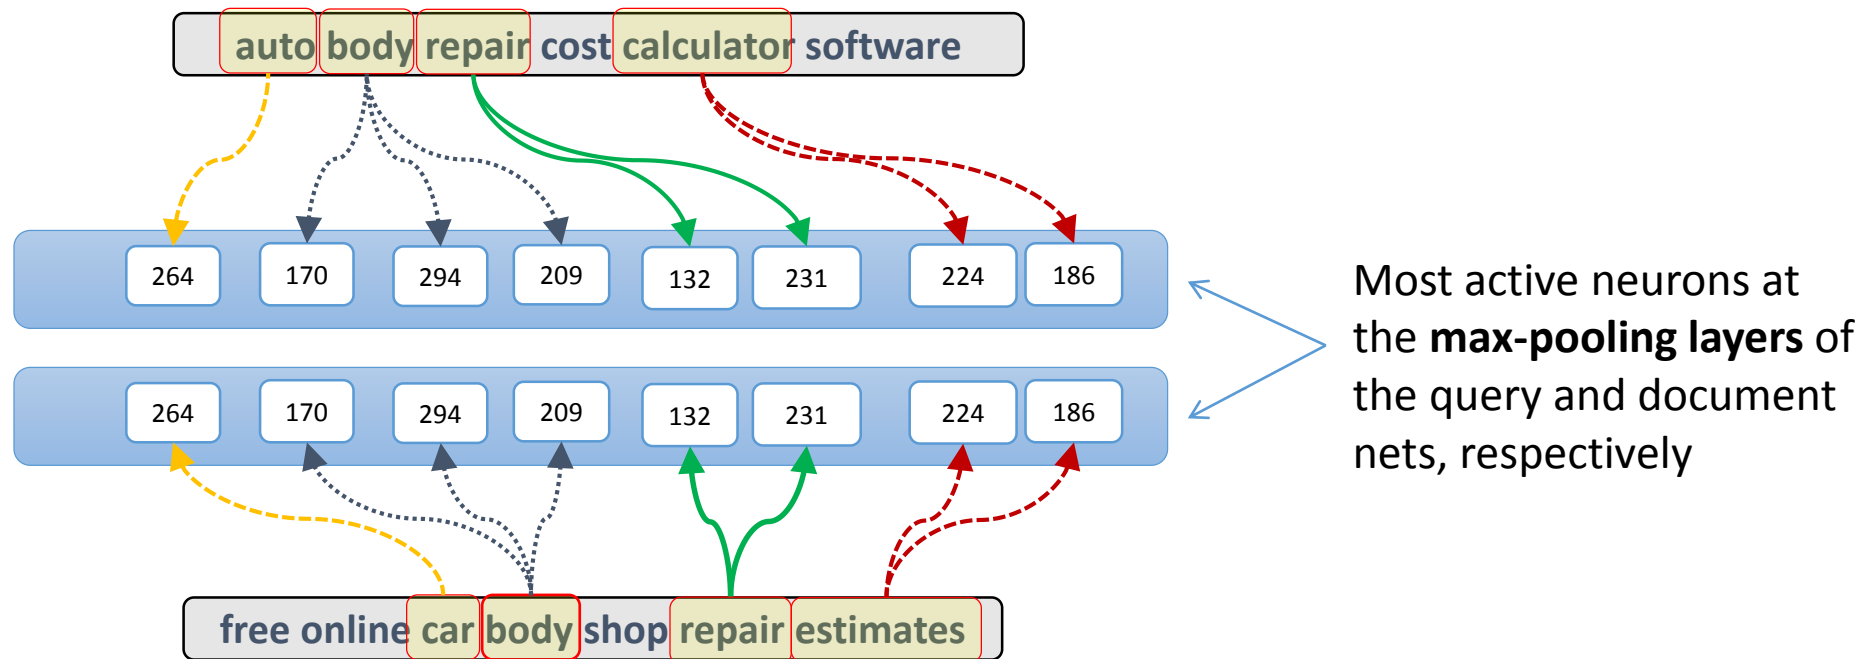 auto body repair cost calculator software
264 170 294 209 132 231 224 186
264 170 294 209 132 231 224 186
free online car body shop repair estimates
Most active neurons at
the max-pooling layers of
the query and document
nets, respectively